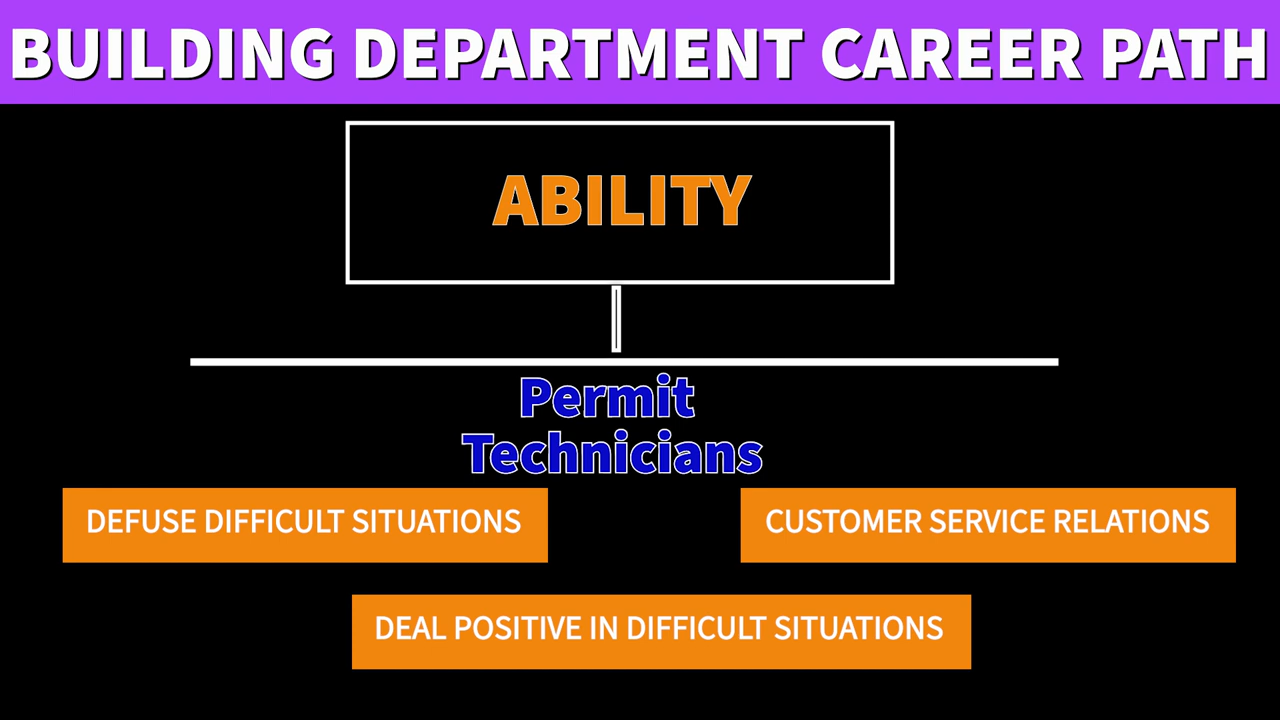 BUILDING DEPARTMENT CAREER PATH
ABILITY
Permit
Technicians
DEFUSE DIFFICULT SITUATIONS
CUSTOMER SERVICE RELATIONS
DEAL POSITIVE IN DIFFICULT SITUATIONS